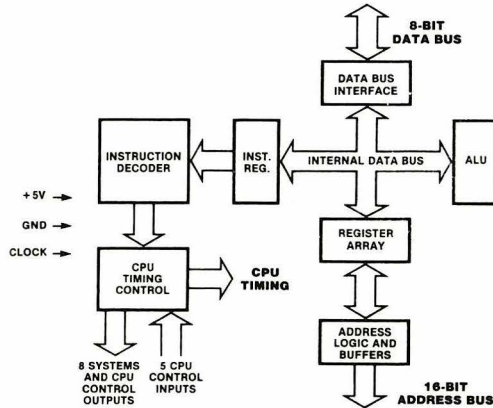 8-BIT
DATA BUS
DATA BUS
INTERFACE
INSTRUCTION
DECODER
INST.
REG.
INTERNAL DATA BUS
ALU
+5V
GND
CLOCK
CPU
TIMING
CONTROL
CPU
TIMING
REGISTER
ARRAY
ADDRESS
LOGIC AND
BUFFERS
8 SYSTEMS
AND CPU
CONTROL
OUTPUTS
5 CPU
CONTROL
INPUTS
16-BIT
ADDRESS BUS